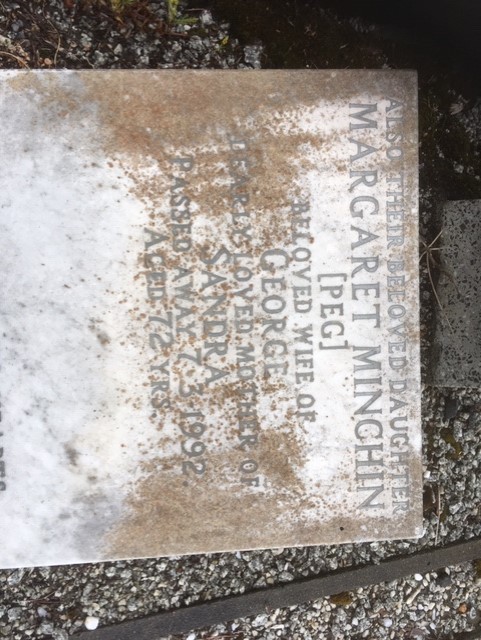 ALSO THEIR BELOVED DAUGHTER
MARGARET MINCHIN
[PEG]
BELOVED WIFE OF
GEORGE
DEARLY LOVED MOTHER OF
SANDRA
PASSED AWAY 7.3.1992.
AGED 72 YRS.